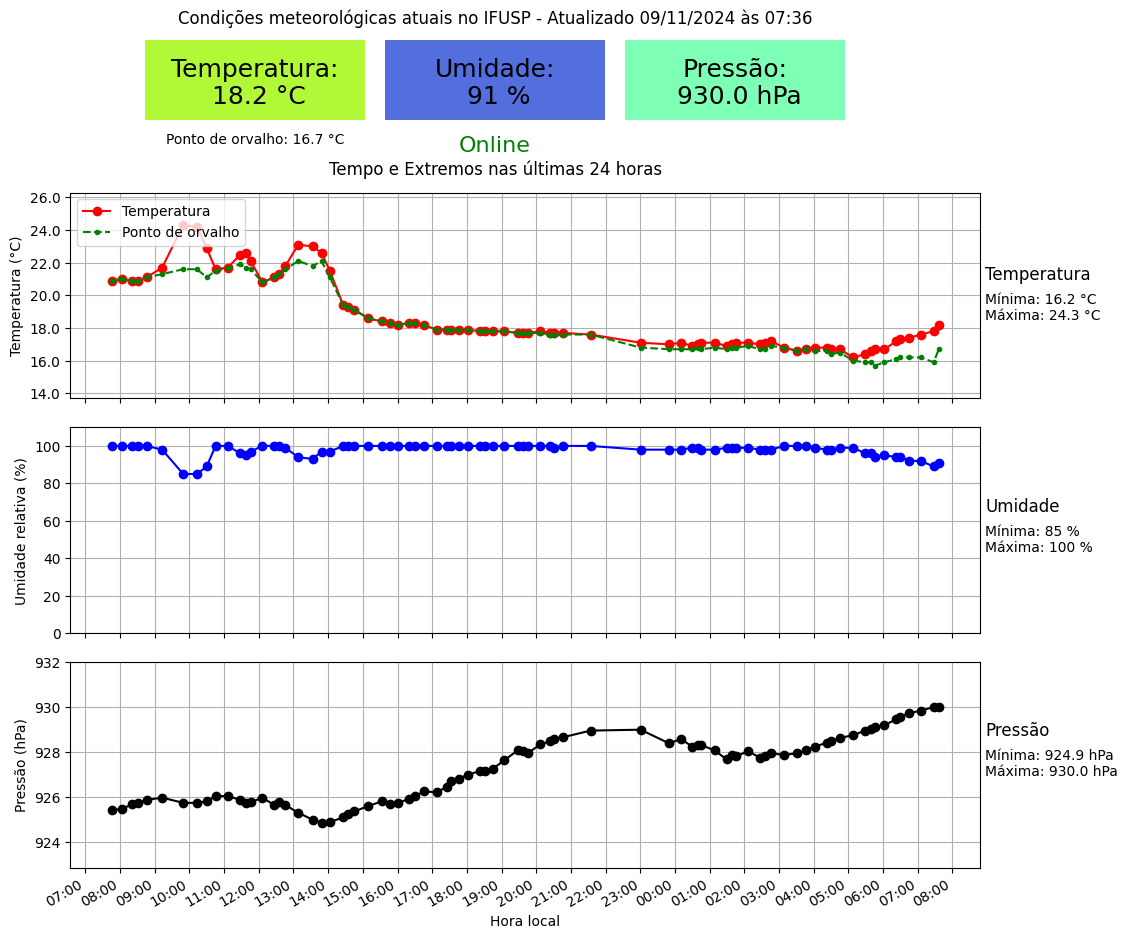 Condições meteorológicas atuais no IFUSP - Atualizado 09/11/2024 às 07:36
Temperatura:
18.2 °C
Umidade:
91 %
Pressão:
930.0 hPa
Ponto de orvalho: 16.7 °C
Online
Tempo e Extremos nas últimas 24 horas
Temperatura (°C)
26.0
24.0
22.0
20.0
18.0
16.0
14.0
Temperatura
Ponto de orvalho
Temperatura
Mínima: 16.2 °C
Máxima: 24.3 °C
Umidade relativa (%)
100
80
60
40
20
0
Umidade
Mínima: 85 %
Máxima: 100 %
Pressão (hPa)
932
930
928
926
924
Pressão
Mínima: 924.9 hPa
Máxima: 930.0 hPa
07:00
08:00
09:00
10:00
11:00
12:00
13:00
14:00
15:00
16:00
17:00
18:00
19:00
20:00
21:00
22:00
23:00
00:00
01:00
02:00
03:00
04:00
05:00
06:00
07:00
08:00
Hora local